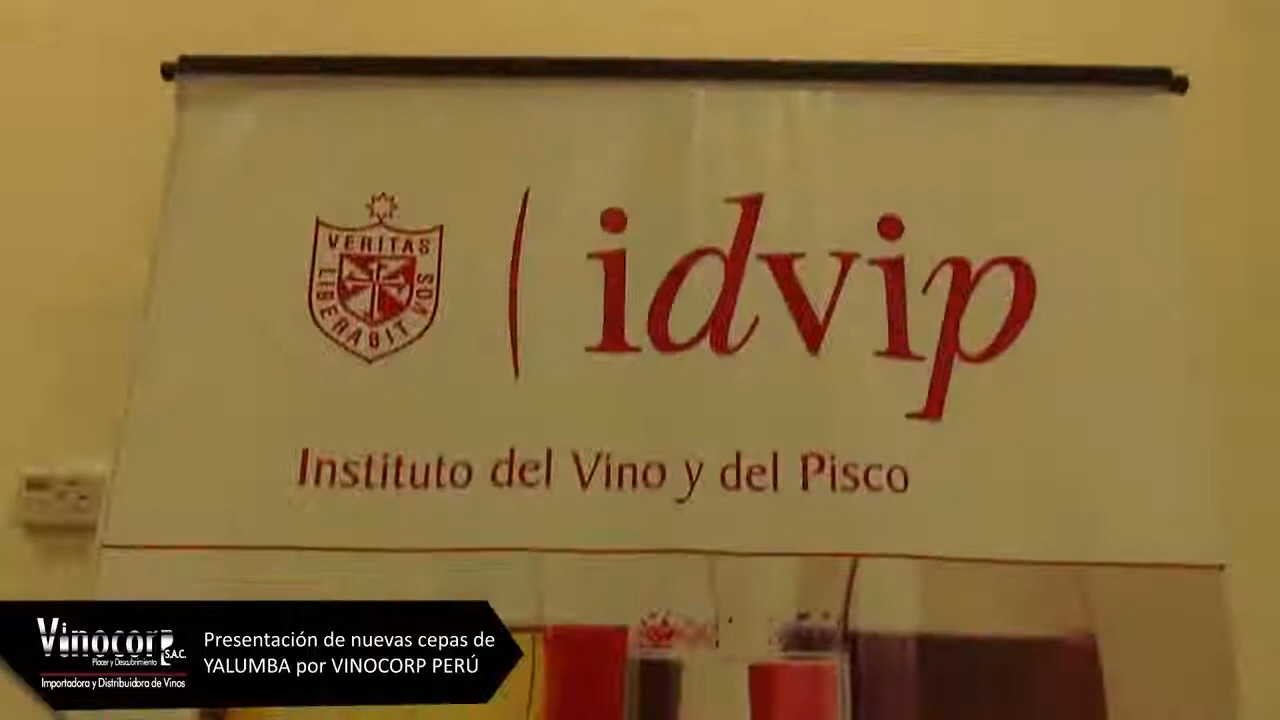 VERITAS
LIBERABIT VOS
idvip
Instituto del Vino y del Pisco
Vinocorp S.A.C.
Placer y Descubrimiento
Importadora y Distribuidora de Vinos
Presentación de nuevas cepas de
YALUMBA por VINOCORP PERÚ